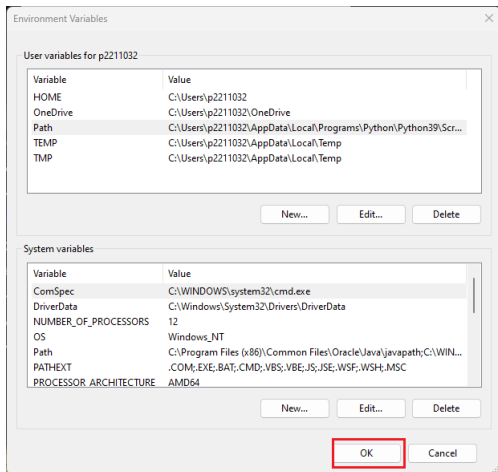 Environment Variables
User variables for p2211032
Variable Value
HOME C:\Users\p2211032
OneDrive C:\Users\p2211032\OneDrive
Path C:\Users\p2211032\AppData\Local\Programs\Python\Python39\Scr...
TEMP C:\Users\p2211032\AppData\Local\Temp
TMP C:\Users\p2211032\AppData\Local\Temp
New... Edit... Delete
System variables
Variable Value
ComSpec C:\WINDOWS\system32\cmd.exe
DriverData C:\Windows\System32\Drivers\DriverData
NUMBER_OF_PROCESSORS 12
OS Windows_NT
Path C:\Program Files (x86)\Common Files\Oracle\Java\javapath;C:\WIN...
PATHEXT .COM;.EXE;.BAT;.CMD;.VBS;.VBE;.JS;.JSE;.WSF;.WSH;.MSC
PROCESSOR_ARCHITECTURE AMD64
New... Edit... Delete
OK Cancel